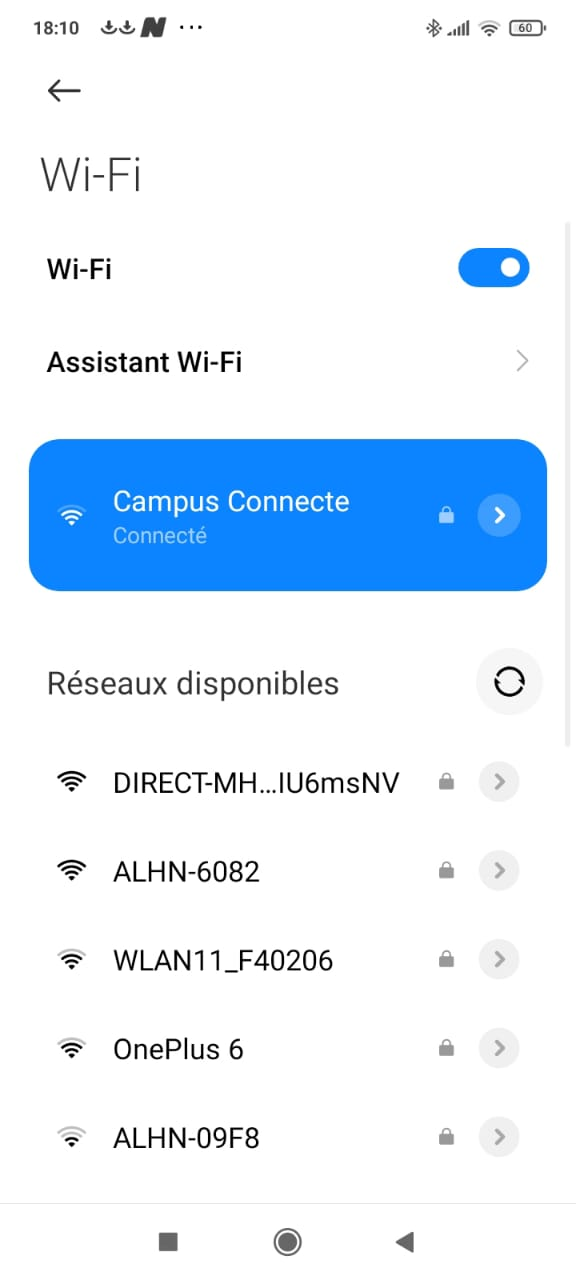 18:10 N ... 60
Wi-Fi
Wi-Fi
Assistant Wi-Fi
Campus Connecte
Connecté
Réseaux disponibles
DIRECT-MH...IU6msNV
ALHN-6082
WLAN11_F40206
OnePlus 6
ALHN-09F8